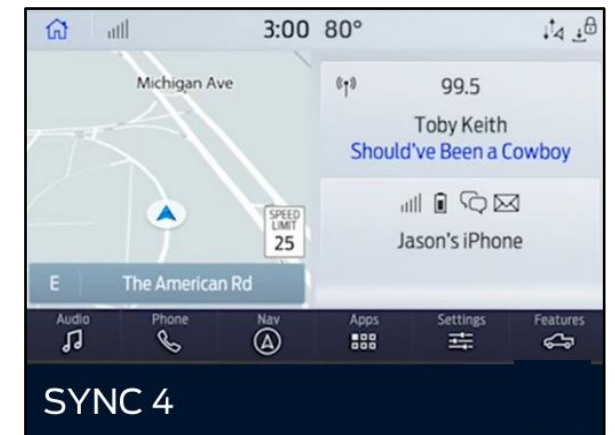 3:00 80°
Michigan Ave
SPEED
LIMIT
25
E The American Rd
99.5
Toby Keith
Should've Been a Cowboy
Jason's iPhone
Audio Phone Nav Apps Settings Features
SYNC 4